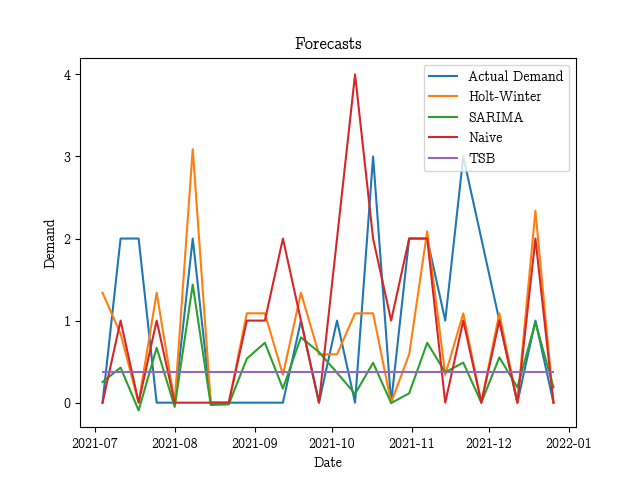 Forecasts
Actual Demand
Holt-Winter
SARIMA
Naive
TSB
4
3
2
1
0
Demand
2021-07
2021-08
2021-09
2021-10
2021-11
2021-12
2022-01
Date